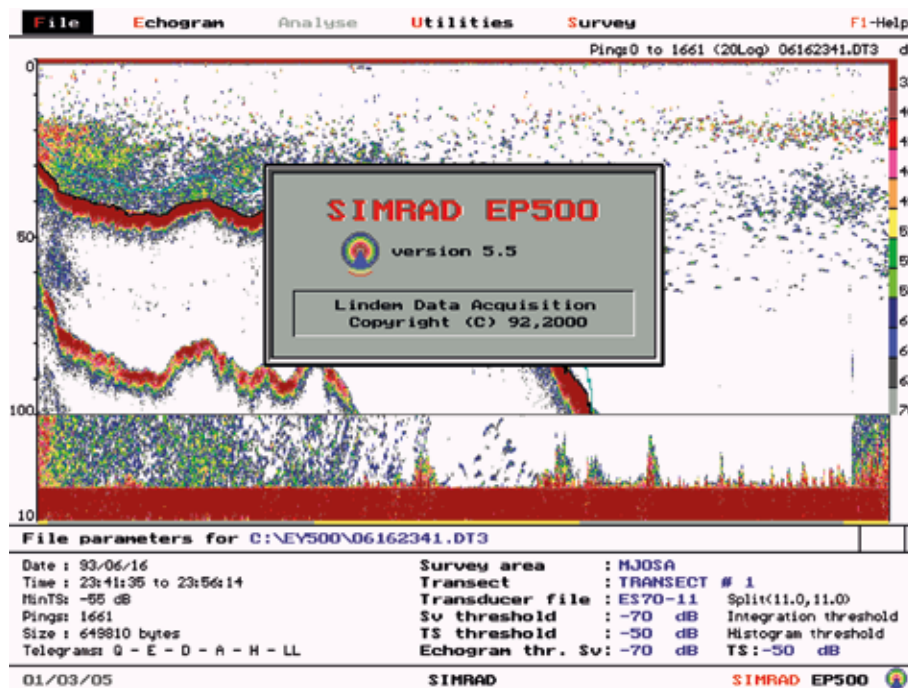 File Echogram Analyse Utilities Survey F1-Help
Ping:0 to 1661 (20Log) 06162341.DT3 d
0
50
100
10
SIMRAD EP500
version 5.5
Lindem Data Acquisition
Copyright (C) 92,2000
File parameters for C:\EY500\06162341.DT3
Date : 93/06/16
Time : 23:41:35 to 23:56:14
MinTS: -55 dB
Pings: 1661
Size : 649810 bytes
Telegrams: Q - E - D - A - H - LL
Survey area : MJOSA
Transect : TRANSECT # 1
Transducer file : ES70-11 Split(11.0,11.0)
Sv threshold :-70 dB Integration threshold
TS threshold :-50 dB Histogram threshold
Echogram thr. Sv:-70 dB TS:-50 dB
01/03/05 SIMRAD SIMRAD EP500